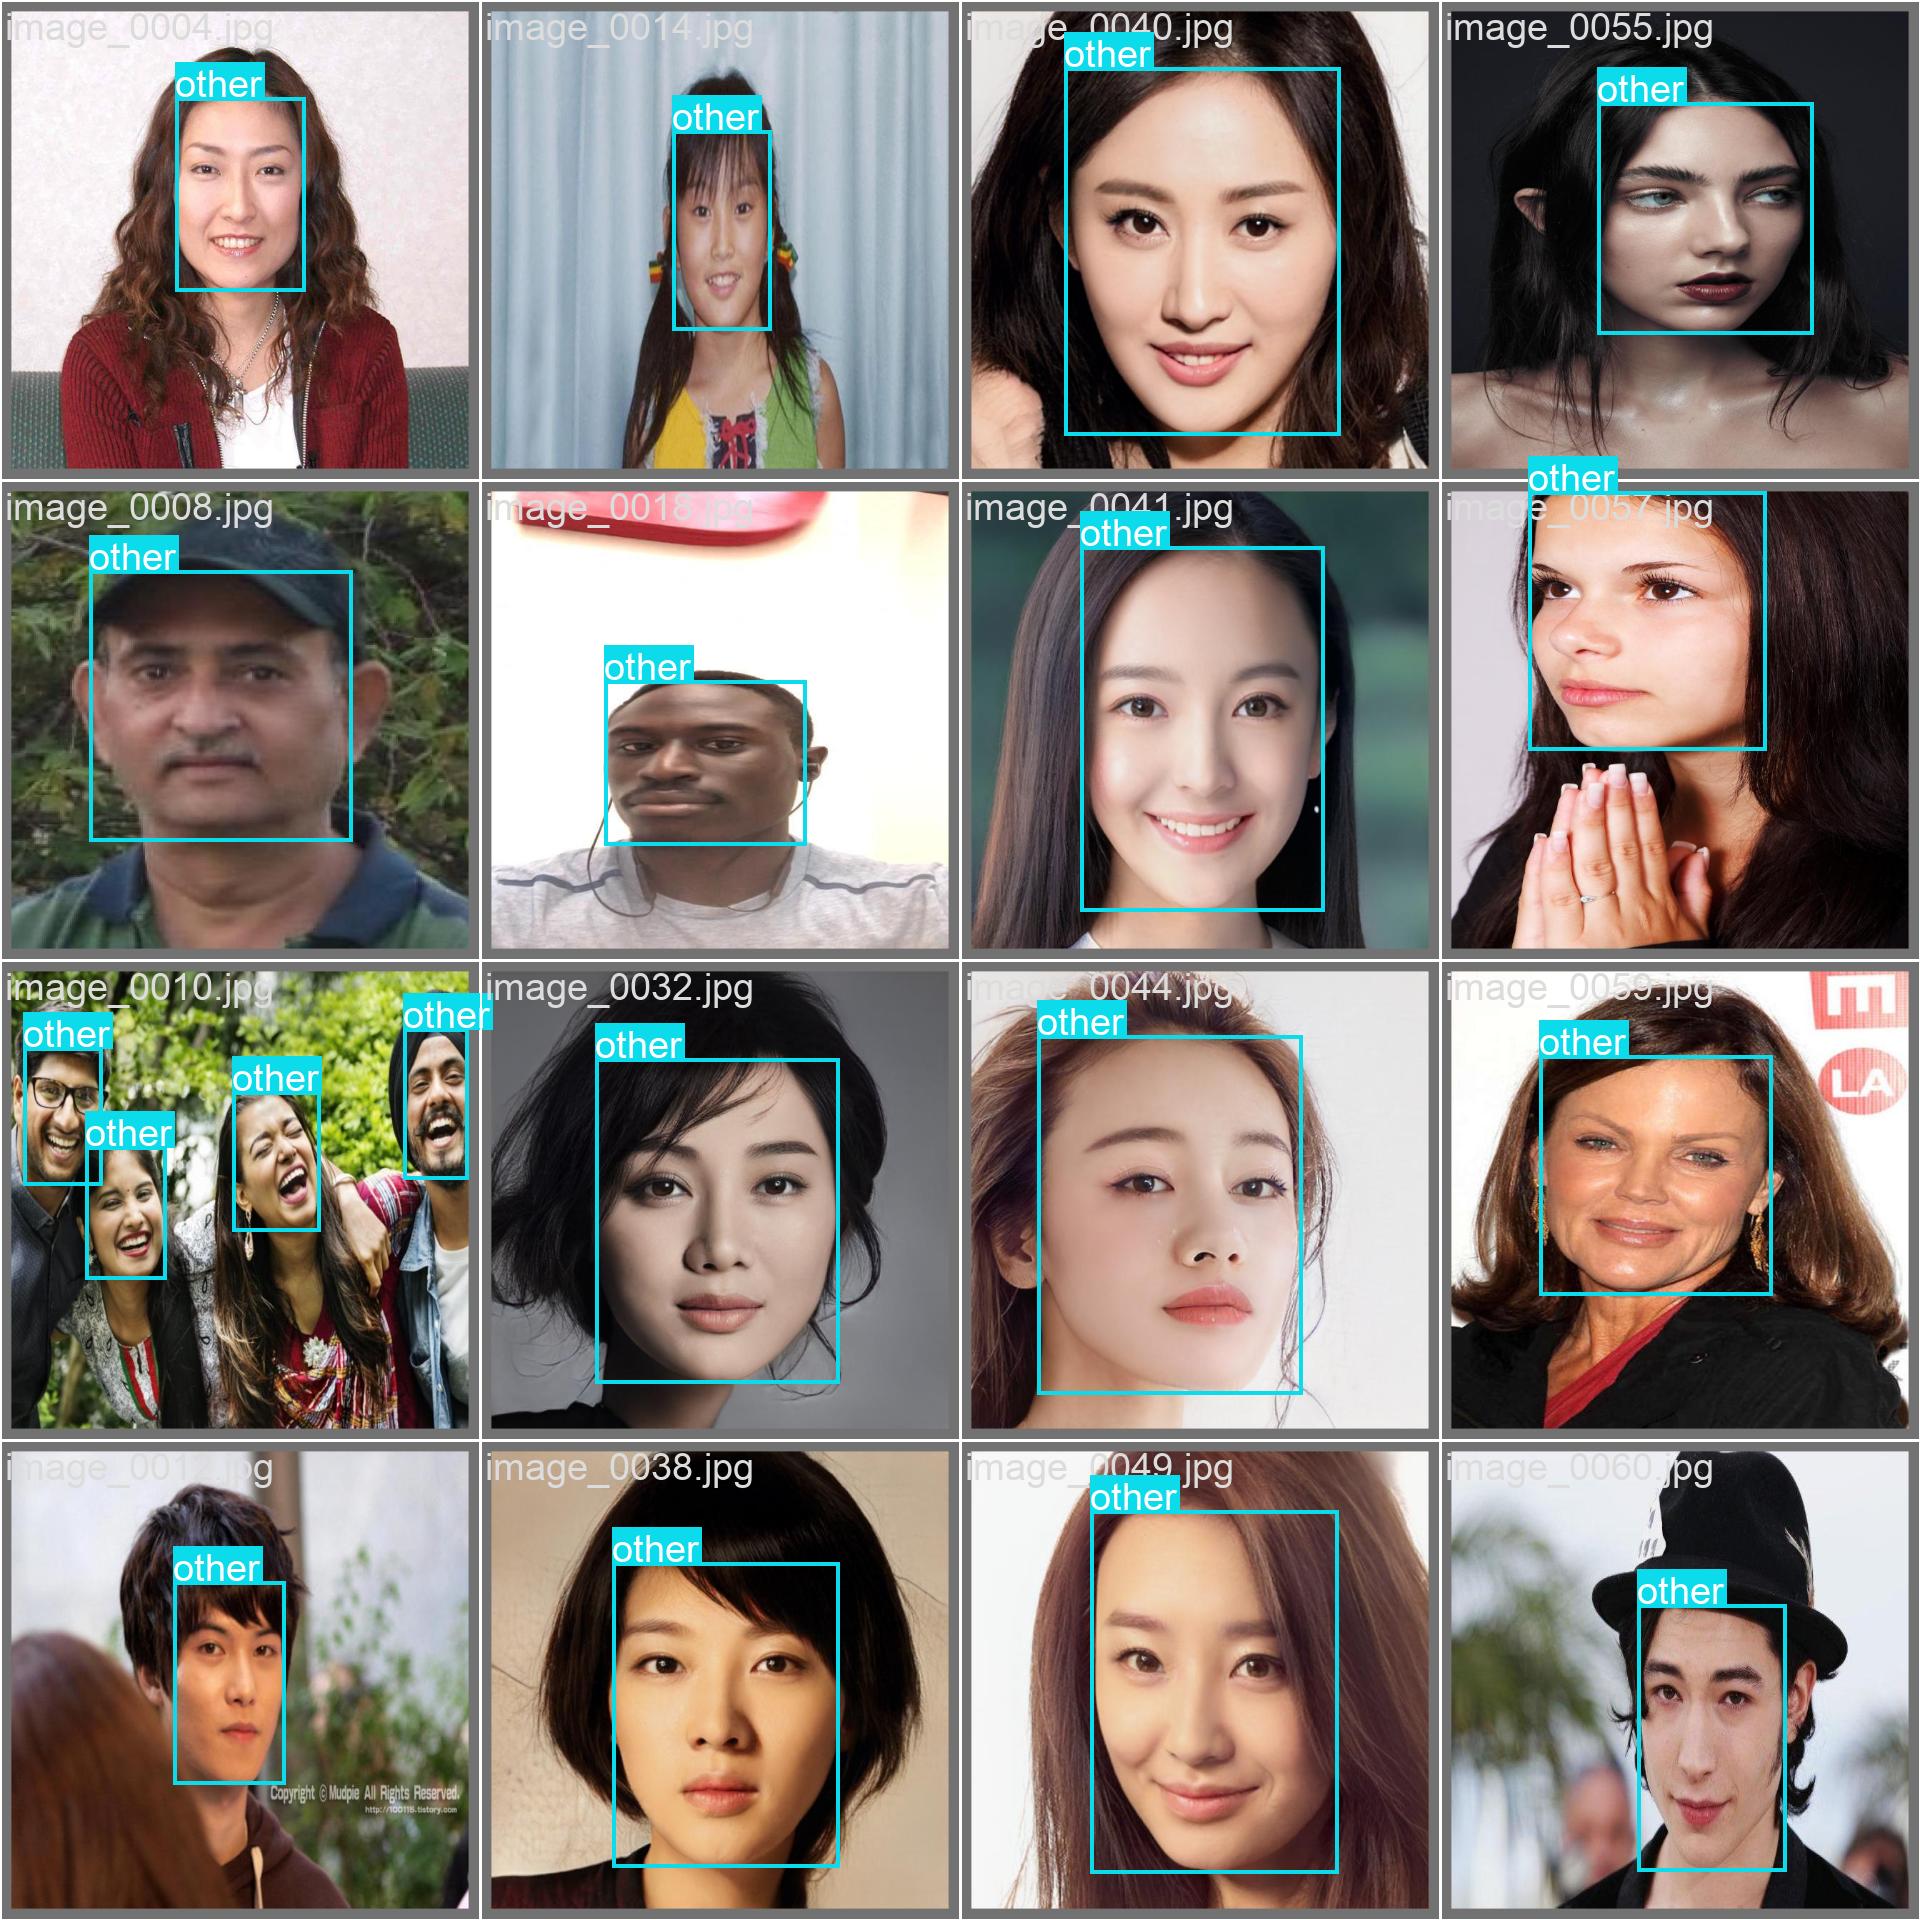 image_0004.jpg
other
image_0014.jpg
other
image_0040.jpg
other
image_0055.jpg
other
image_0008.jpg
other
image_0018.jpg
other
image_0041.jpg
other
image_0057.jpg
other
image_0010.jpg
other
other
other
other
image_0032.jpg
other
image_0044.jpg
other
image_0059.jpg
other
E
LA
other
Copyright © Mudpie All Rights Reserved.
http://100115.tistory.com
image_0038.jpg
other
image_0049.jpg
other
image_0060.jpg
other